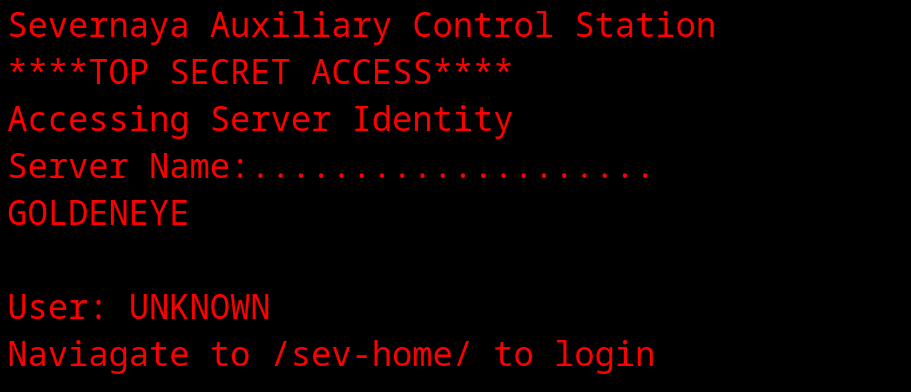 Severnaya Auxiliary Control Station
****TOP SECRET ACCESS****
Accessing Server Identity
Server Name:....................
GOLDENEYE
User: UNKNOWN
Naviagate to /sev-home/ to login